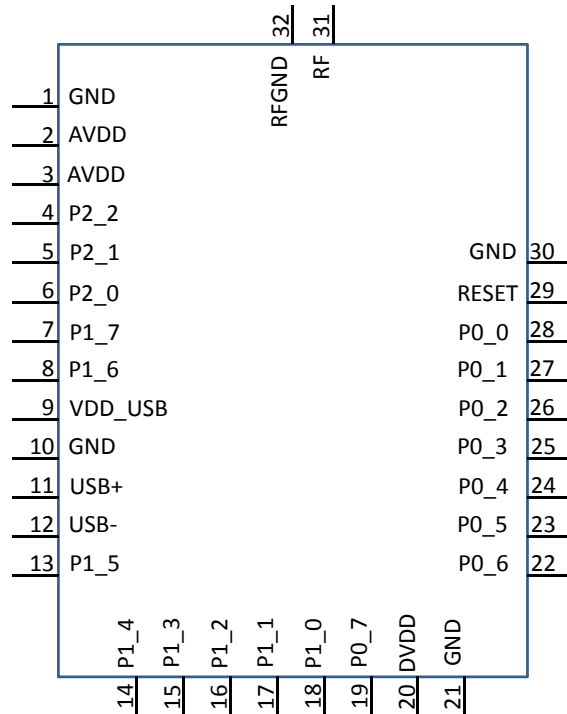 32 31
RFGND RF
1 GND
2 AVDD
3 AVDD
4 P2_2
5 P2_1 GND 30
6 P2_0 RESET 29
7 P1_7 P0_0 28
8 P1_6 P0_1 27
9 VDD_USB P0_2 26
10 GND P0_3 25
11 USB+ P0_4 24
12 USB- P0_5 23
13 P1_5 P0_6 22
P1_4 P1_3 P1_2 P1_1 P1_0 P0_7 DVDD GND
14 15 16 17 18 19 20 21